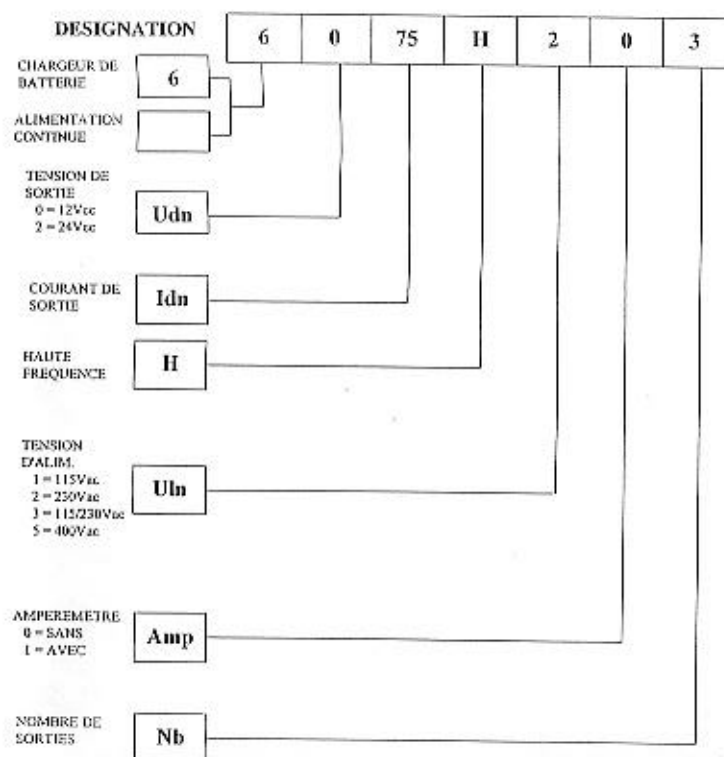 DESIGNATION 6 0 75 H 2 0 3
CHARGEUR DE
BATTERIE
6
ALIMENTATION
CONTINUE
TENSION DE
SORTIE
0 = 12Vcc
2 = 24Vcc
Udn
COURANT DE
SORTIE
Idn
HAUTE
FREQUENCE
H
TENSION
D'ALIM.
1 = 115Vac
2 = 230Vac
3 = 115/230Vac
5 = 400Vac
Uln
AMPEREMETRE
0 = SANS
1 = AVEC
Amp
NOMBRE DE
SORTIES
Nb